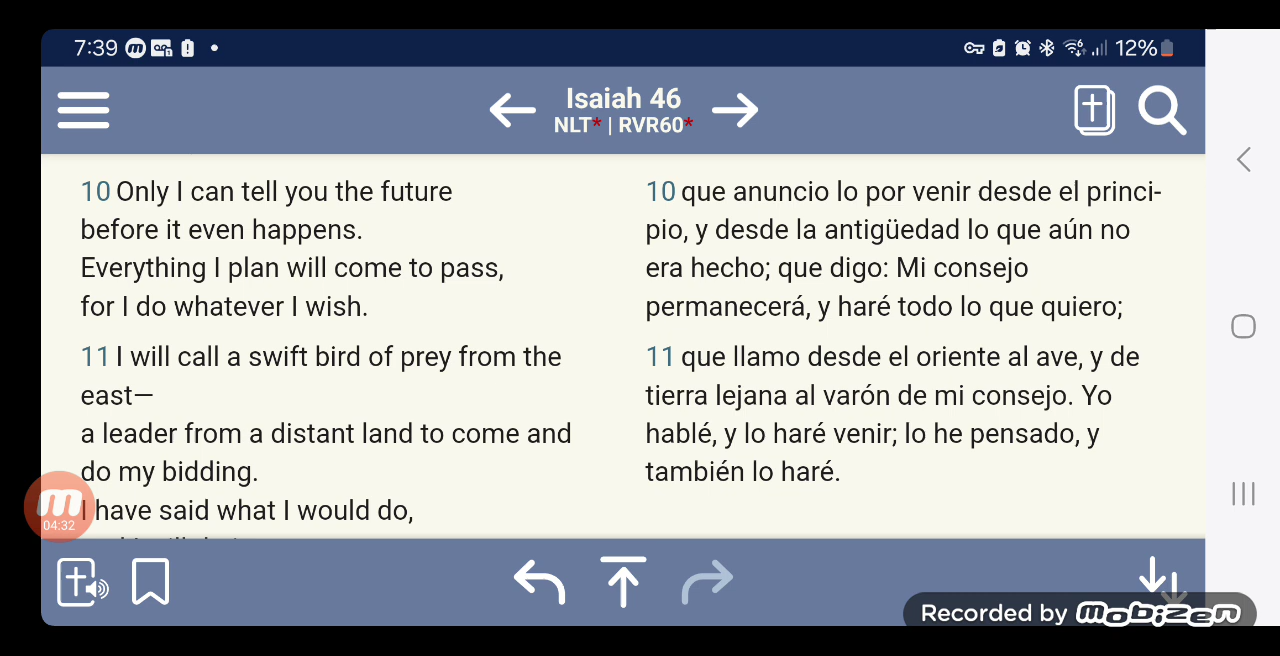 7:39
12%
Isaiah 46
NLT* | RVR60*
10 Only I can tell you the future
before it even happens.
Everything I plan will come to pass,
for I do whatever I wish.
11 I will call a swift bird of prey from the
east—
a leader from a distant land to come and
do my bidding.
I have said what I would do,
10 que anuncio lo por venir desde el princi-
pio, y desde la antigüedad lo que aún no
era hecho; que digo: Mi consejo
permanecerá, y haré todo lo que quiero;
11 que llamo desde el oriente al ave, y de
tierra lejana al varón de mi consejo. Yo
hablé, y lo haré venir; lo he pensado, y
también lo haré.
04:32
Recorded by Mobizen